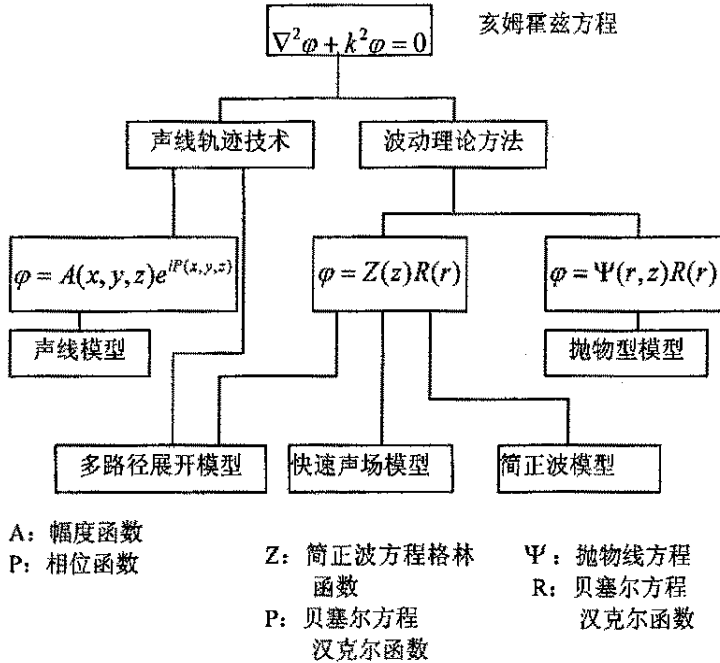 ∇²φ + k²φ = 0
亥姆霍兹方程
声线轨迹技术
波动理论方法
φ = A(x, y, z)e^{iP(x,y,z)}
φ = Z(z)R(r)
φ = Ψ(r, z)R(r)
声线模型
抛物型模型
多路径展开模型
快速声场模型
简正波模型
A：幅度函数
P：相位函数
Z：简正波方程格林
函数
P：贝塞尔方程
汉克尔函数
Ψ：抛物线方程
R：贝塞尔方程
汉克尔函数